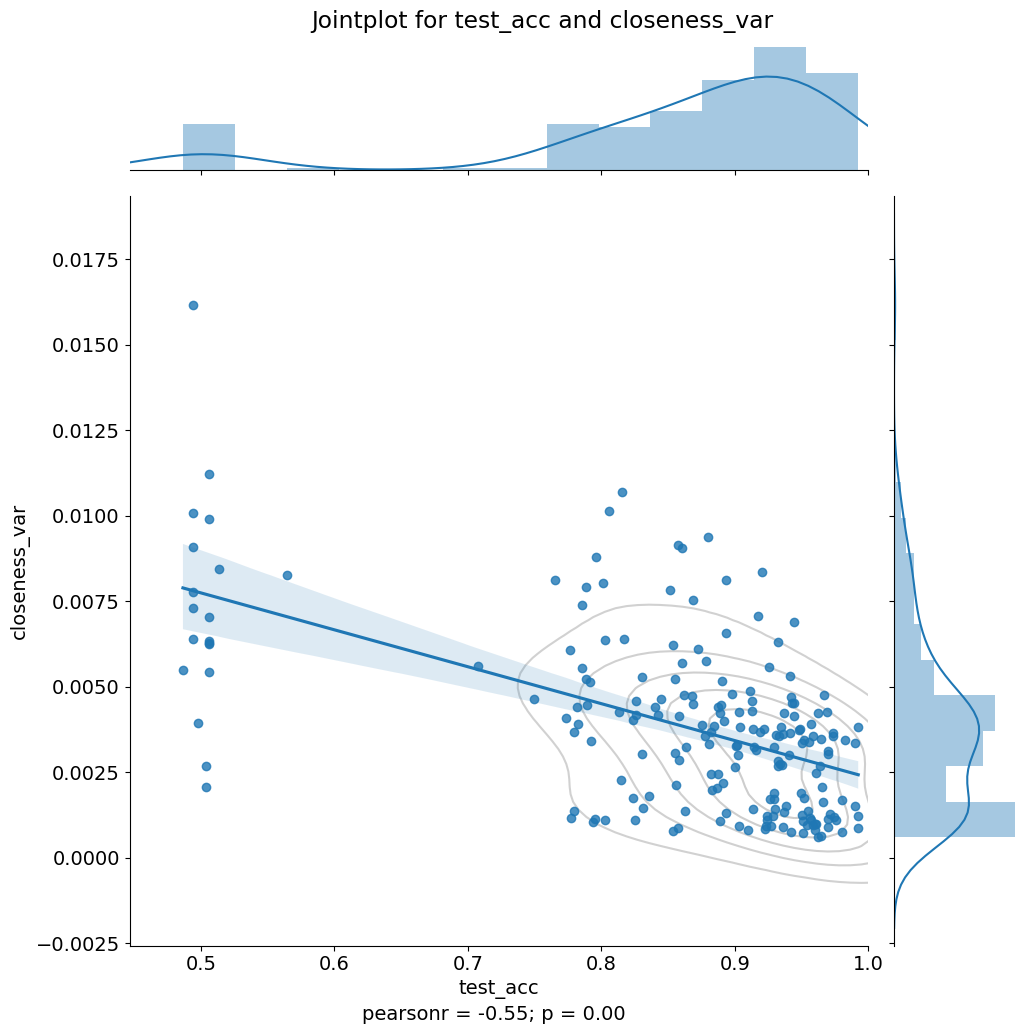 Jointplot for test_acc and closeness_var
0.0175
0.0150
0.0125
0.0100
0.0075
0.0050
0.0025
0.0000
−0.0025
closeness_var
0.5 0.6 0.7 0.8 0.9 1.0
test_acc
pearsonr = -0.55; p = 0.00